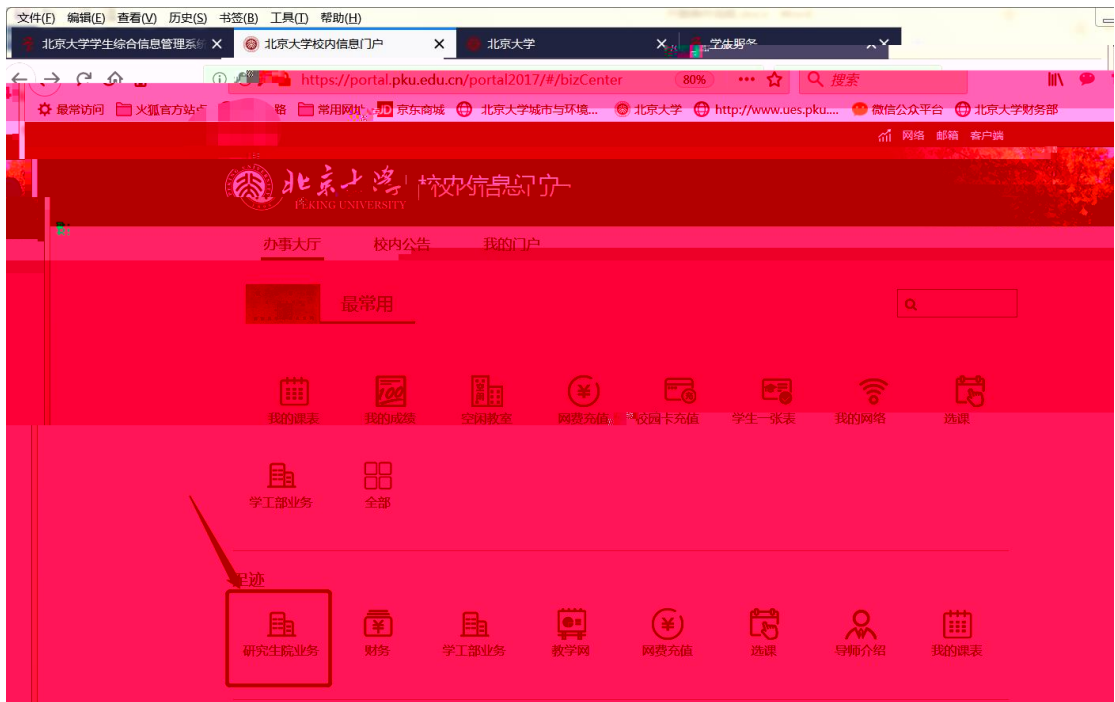 文件(F) 编辑(E) 查看(V) 历史(S) 书签(B) 工具(T) 帮助(H)
北京大学学生综合信息管理系统 × 北京大学校内信息门户 × 北京大学 × 学生服务 ×
https://portal.pku.edu.cn/portal2017/#/bizCenter 80% ••• 搜索
最常访问 火狐官方站点 常用网址 JD 京东商城 北京大学城市与环境... 北京大学 http://www.ues.pku.... 微信公众平台 北京大学财务部
网络 邮箱 客户端
北京大学 校内信息门户
PEKING UNIVERSITY
办事大厅 校内公告 我的门户
最常用
我的课表 我的成绩 空闲教室 网费充值 校园卡充值 学生一张表 我的网络 选课
学工部业务 全部
足迹
研究生院业务 财务 学工部业务 教学网 网费充值 选课 导师介绍 我的课表